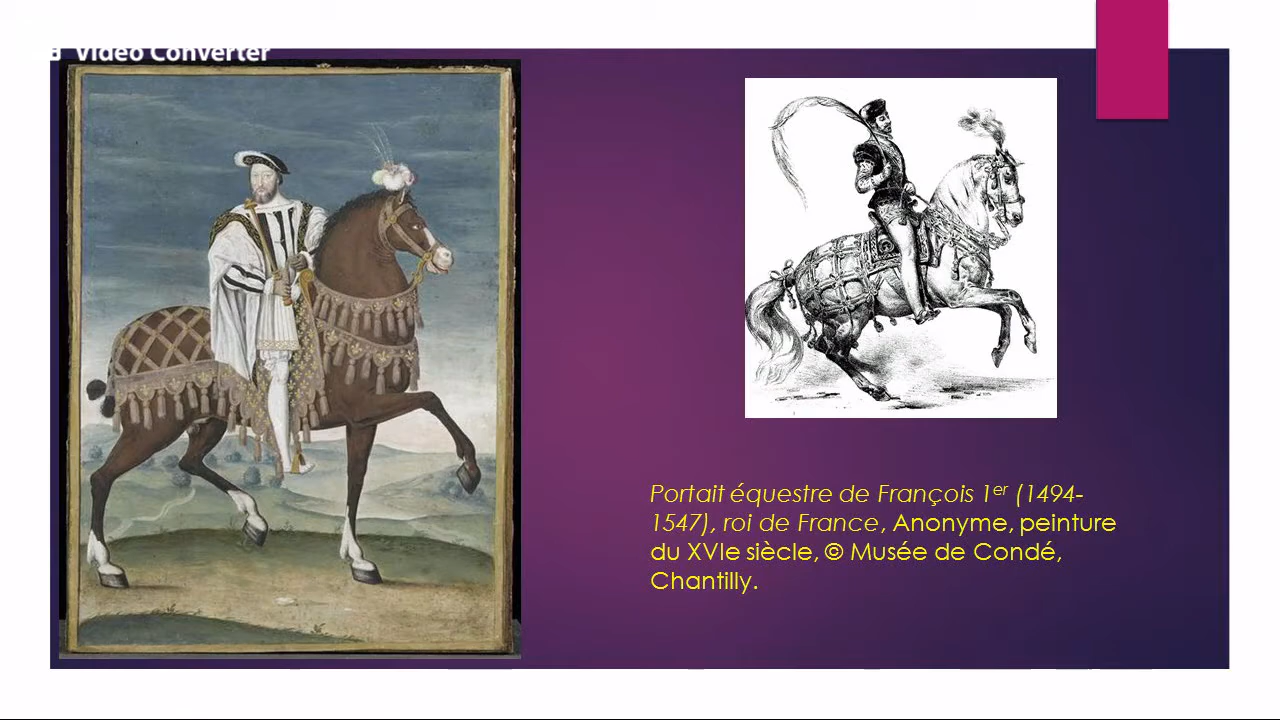 Video Converter
Portait équestre de François 1er (1494-
1547), roi de France, Anonyme, peinture
du XVIe siècle, © Musée de Condé,
Chantilly.